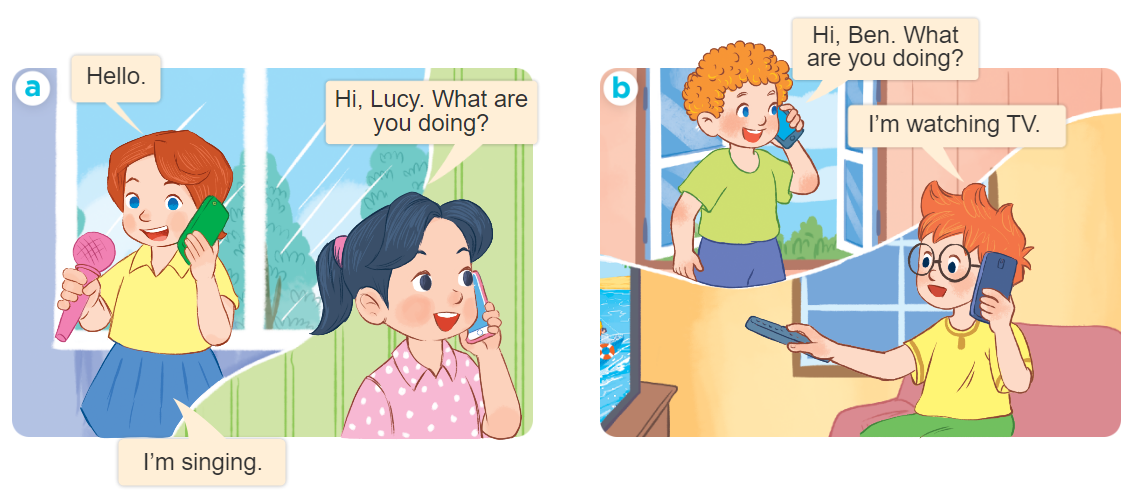 a
Hello.
Hi, Lucy. What are
you doing?
I'm singing.
b
Hi, Ben. What
are you doing?
I'm watching TV.